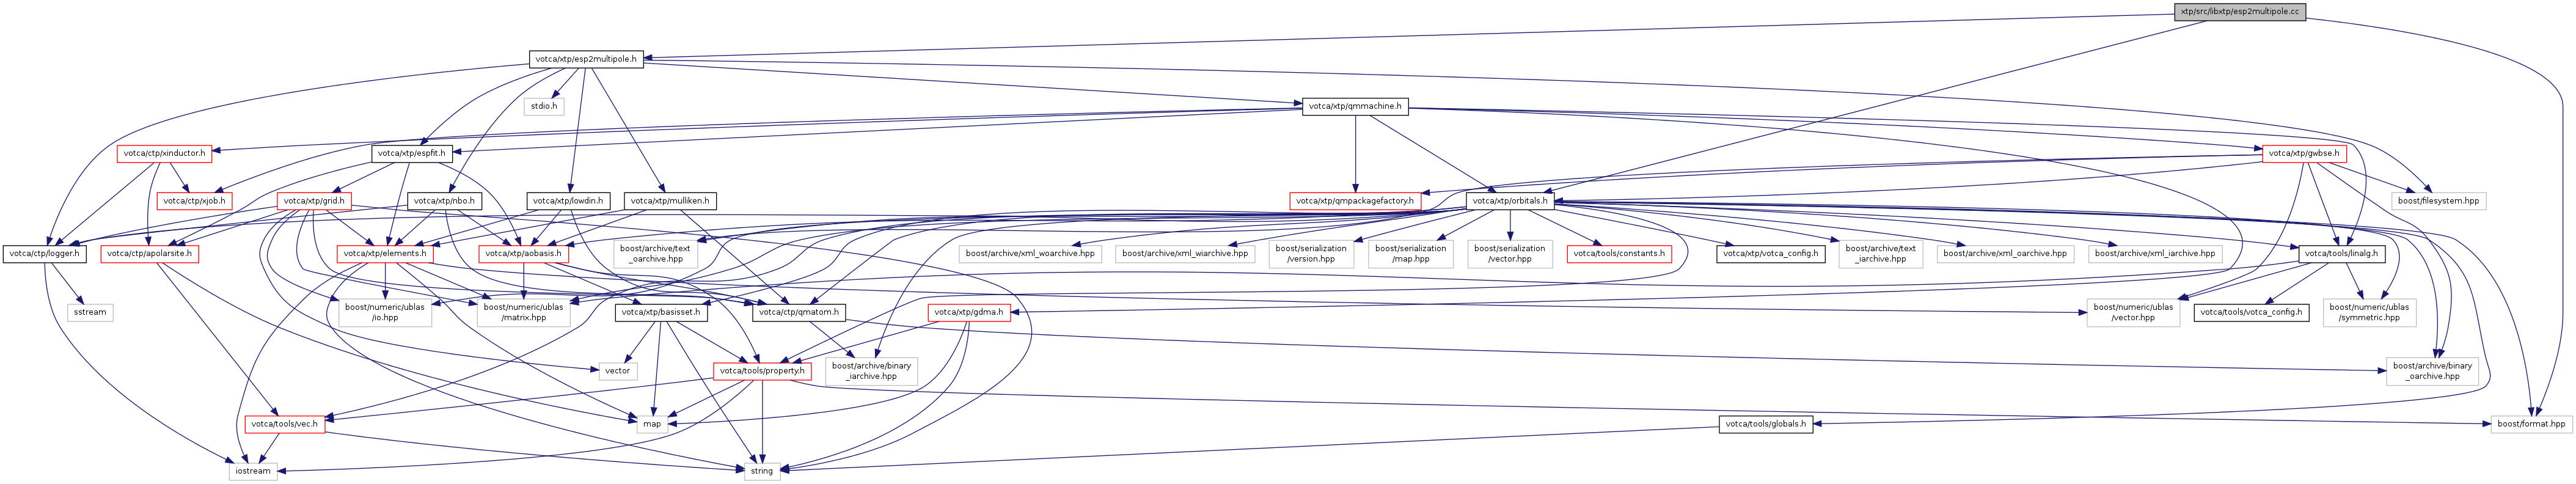 xtp/src/libxtp/esp2multipole.cc
votca/xtp/esp2multipole.h
stdio.h
votca/xtp/qmmachine.h
votca/ctp/xinductor.h
votca/xtp/espfit.h
votca/xtp/gwbse.h
votca/ctp/xjob.h
votca/xtp/grid.h
votca/xtp/nbo.h
votca/xtp/lowdin.h
votca/xtp/mulliken.h
votca/xtp/qmpackagefactory.h
votca/xtp/orbitals.h
boost/filesystem.hpp
votca/ctp/logger.h
votca/ctp/apolarsite.h
votca/xtp/elements.h
votca/xtp/aobasis.h
boost/archive/text
_oarchive.hpp
boost/archive/xml_woarchive.hpp
boost/archive/xml_wiarchive.hpp
boost/serialization
/version.hpp
boost/serialization
/map.hpp
boost/serialization
/vector.hpp
votca/tools/constants.h
votca/xtp/votca_config.h
boost/archive/text
_iarchive.hpp
boost/archive/xml_oarchive.hpp
boost/archive/xml_iarchive.hpp
votca/tools/linalg.h
sstream
boost/numeric/ublas
/io.hpp
boost/numeric/ublas
/matrix.hpp
votca/xtp/basisset.h
votca/ctp/qmatom.h
votca/xtp/gdma.h
boost/numeric/ublas
/vector.hpp
votca/tools/votca_config.h
boost/numeric/ublas
/symmetric.hpp
vector
votca/tools/property.h
boost/archive/binary
_iarchive.hpp
boost/archive/binary
_oarchive.hpp
votca/tools/vec.h
map
votca/tools/globals.h
boost/format.hpp
iostream
string